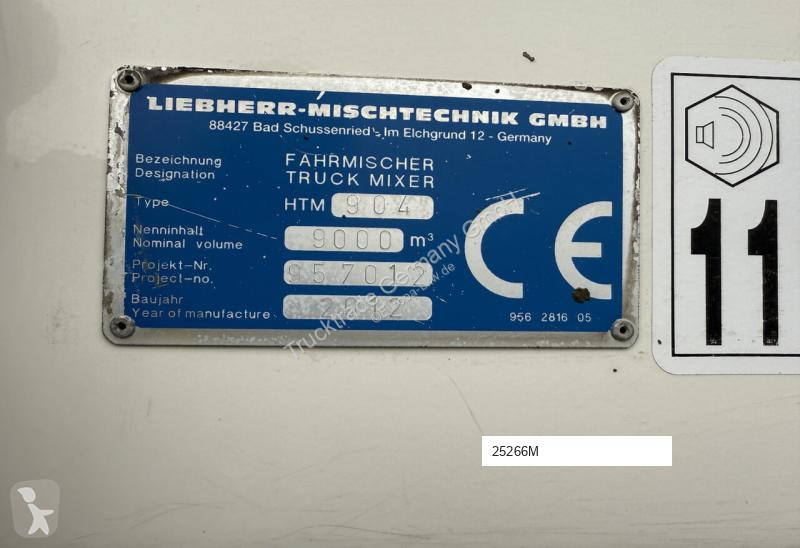 LIEBHERR-MISCHTECHNIK GMBH
88427 Bad Schussenried - Im Elchgrund 12 - Germany
Bezeichnung
Designation
FAHRMISCHER
TRUCK MIXER
Type HTM 904
Nenninhalt
Nominal volume
9000 m³
Projekt-Nr.
Project-no.
957012
Baujahr
Year of manufacture
2012
CE
956 2816 05
11
Trucktrade Germany GmbH
25266M